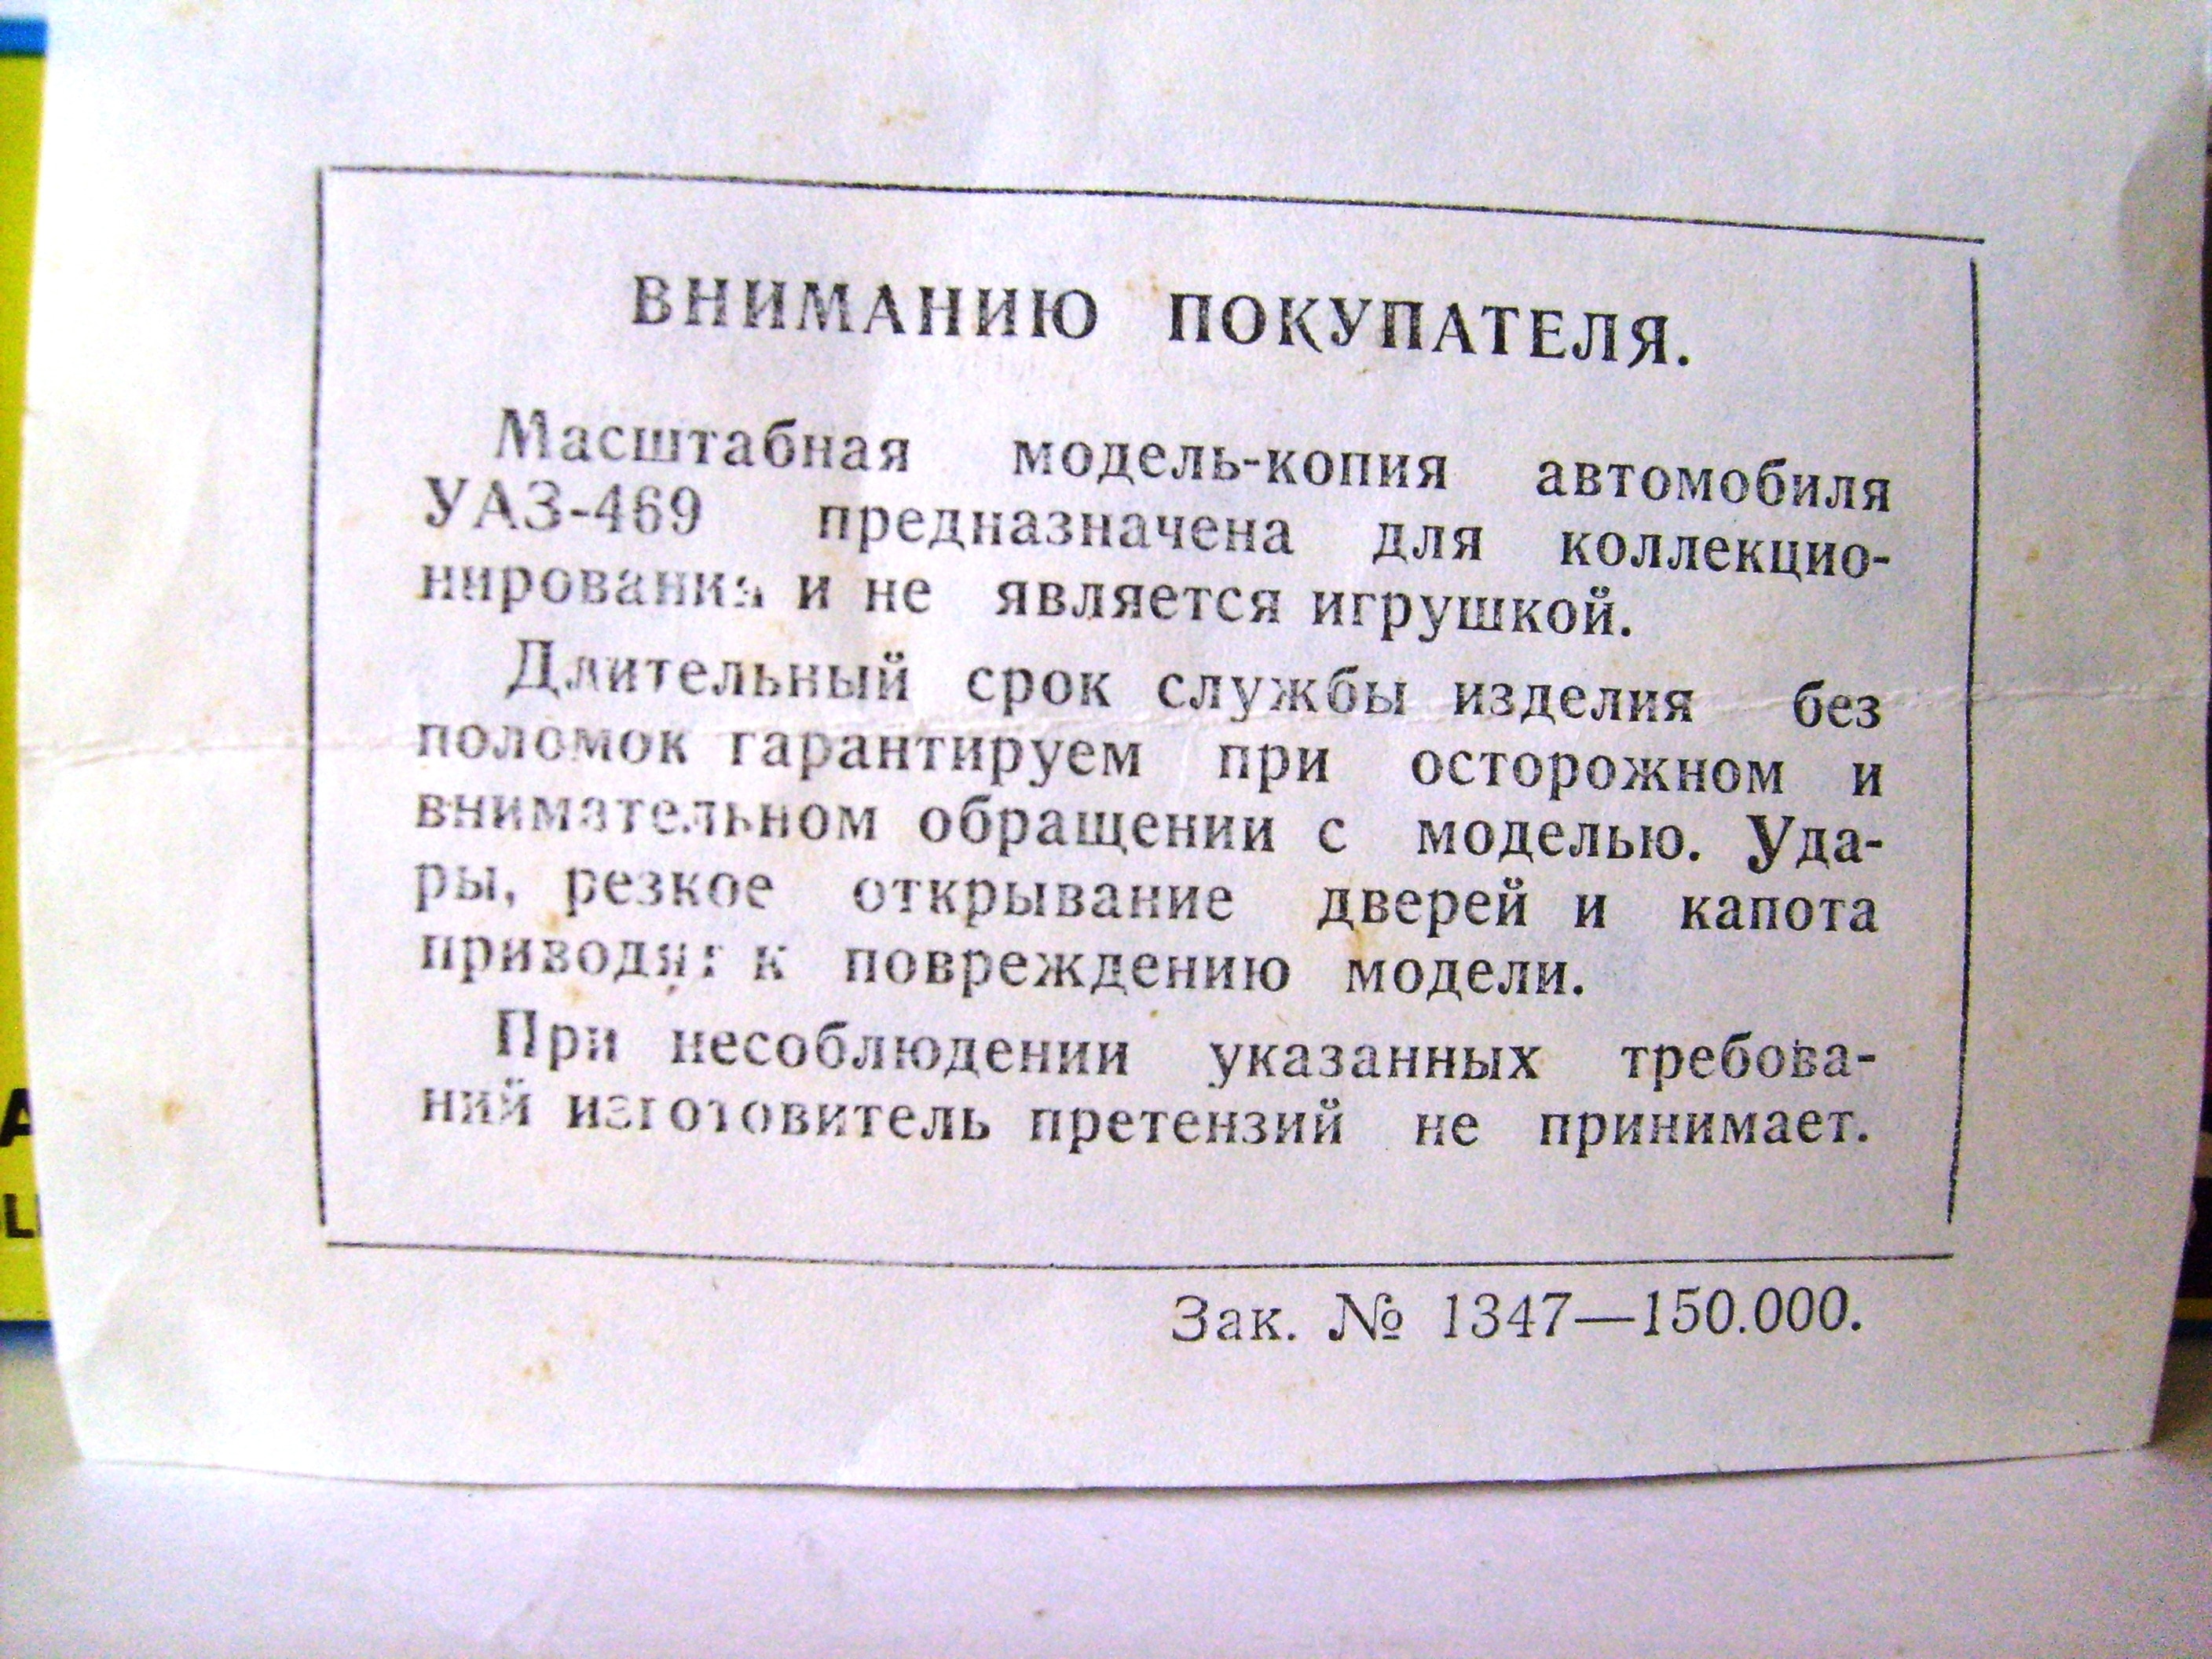 ВНИМАНИЮ ПОКУПАТЕЛЯ.
Масштабная модель-копия автомобиля
УАЗ-469 предназначена для коллекцио-
нирования и не является игрушкой.
Длительный срок службы изделия без
поломок гарантируем при осторожном и
внимательном обращении с моделью. Уда-
ры, резкое открывание дверей и капота
приводят к повреждению модели.
При несоблюдении указанных требова-
ний изготовитель претензий не принимает.
Зак. № 1347—150.000.